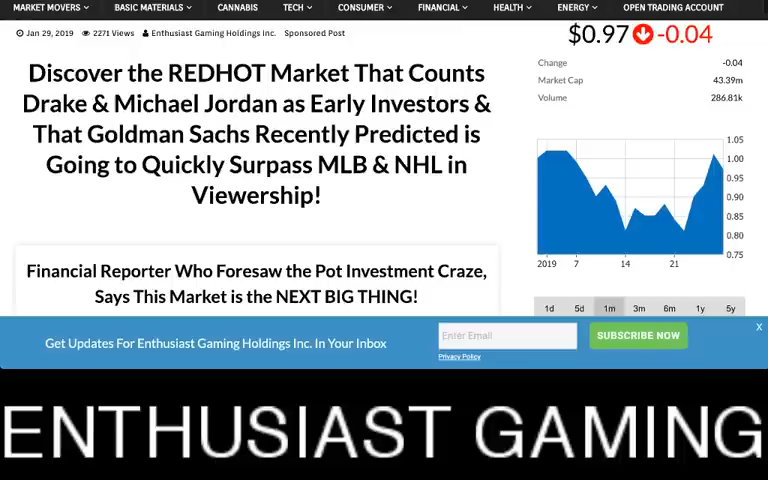 MARKET MOVERS BASIC MATERIALS CANNABIS TECH CONSUMER FINANCIAL HEALTH ENERGY OPEN TRADING ACCOUNT
Jan 29, 2019 2271 Views Enthusiast Gaming Holdings Inc. Sponsored Post
Discover the REDHOT Market That Counts
Drake & Michael Jordan as Early Investors &
That Goldman Sachs Recently Predicted is
Going to Quickly Surpass MLB & NHL in
Viewership!
Financial Reporter Who Foresaw the Pot Investment Craze,
Says This Market is the NEXT BIG THING!
$0.97 -0.04
Change -0.04
Market Cap 43.39m
Volume 286.81k
1.05
1.00
0.95
0.90
0.85
0.80
0.75
2019 7 14 21
1d 5d 1m 3m 6m 1y 5y
X
Get Updates For Enthusiast Gaming Holdings Inc. In Your Inbox
Enter Email
SUBSCRIBE NOW
Privacy Policy
ENTHUSIAST GAMING